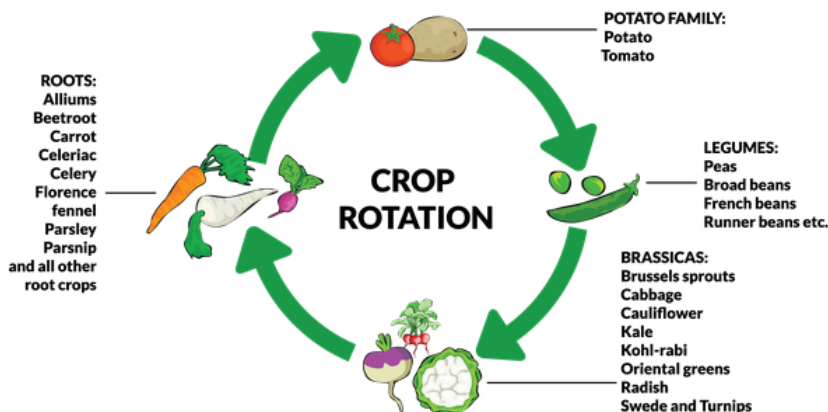 POTATO FAMILY:
Potato
Tomato
ROOTS:
Alliums
Beetroot
Carrot
Celeriac
Celery
Florence
fennel
Parsley
Parsnip
and all other
root crops
CROP
ROTATION
LEGUMES:
Peas
Broad beans
French beans
Runner beans etc.
BRASSICAS:
Brussels sprouts
Cabbage
Cauliflower
Kale
Kohl-rabi
Oriental greens
Radish
Swede and Turnips